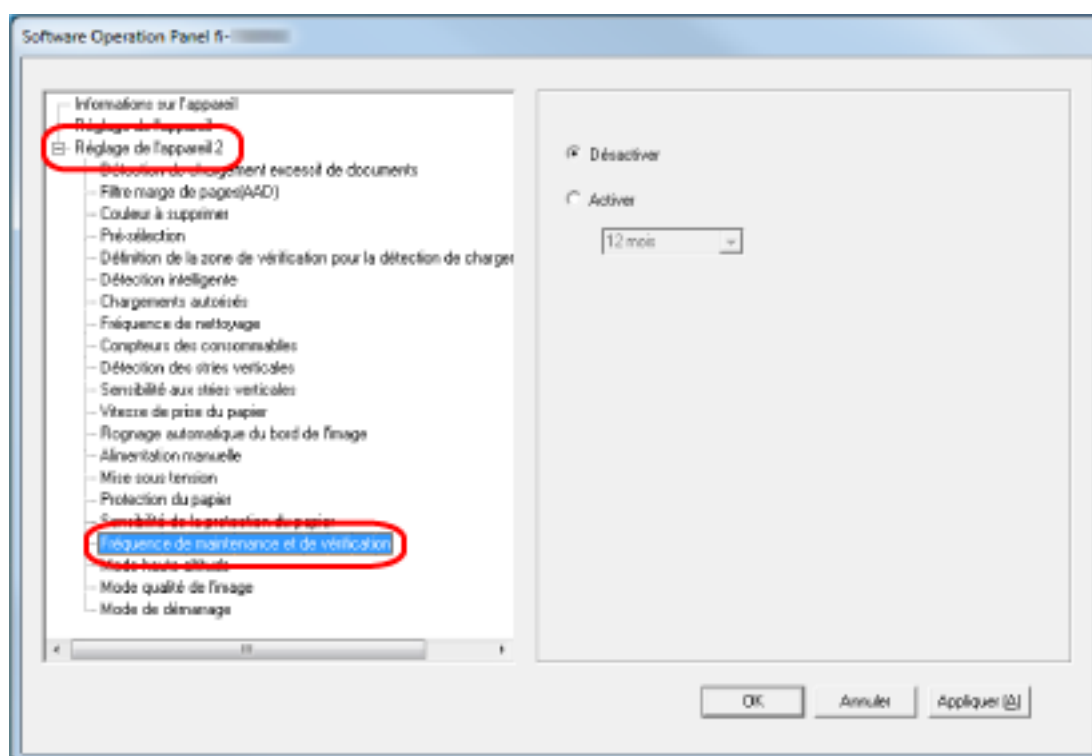 Software Operation Panel fi-
Informations sur l'appareil
Réglage de l'appareil
Réglage de l'appareil 2
Détection de chargement excessif de documents
Filtre marge de pages(AAD)
Couleur à supprimer
Pré-sélection
Définition de la zone de vérification pour la détection de charger
Détection intelligente
Chargements autorisés
Fréquence de nettoyage
Compteurs des consommables
Détection des stries verticales
Sensibilité aux stries verticales
Vitesse de prise du papier
Rognage automatique du bord de l'image
Alimentation manuelle
Mise sous tension
Protection du papier
Sensibilité de la protection du papier
Fréquence de maintenance et de vérification
Mode haute altitude
Mode qualité de l'image
Mode de démarrage
Désactiver
Activer
12 mois
OK
Annuler
Appliquer (A)